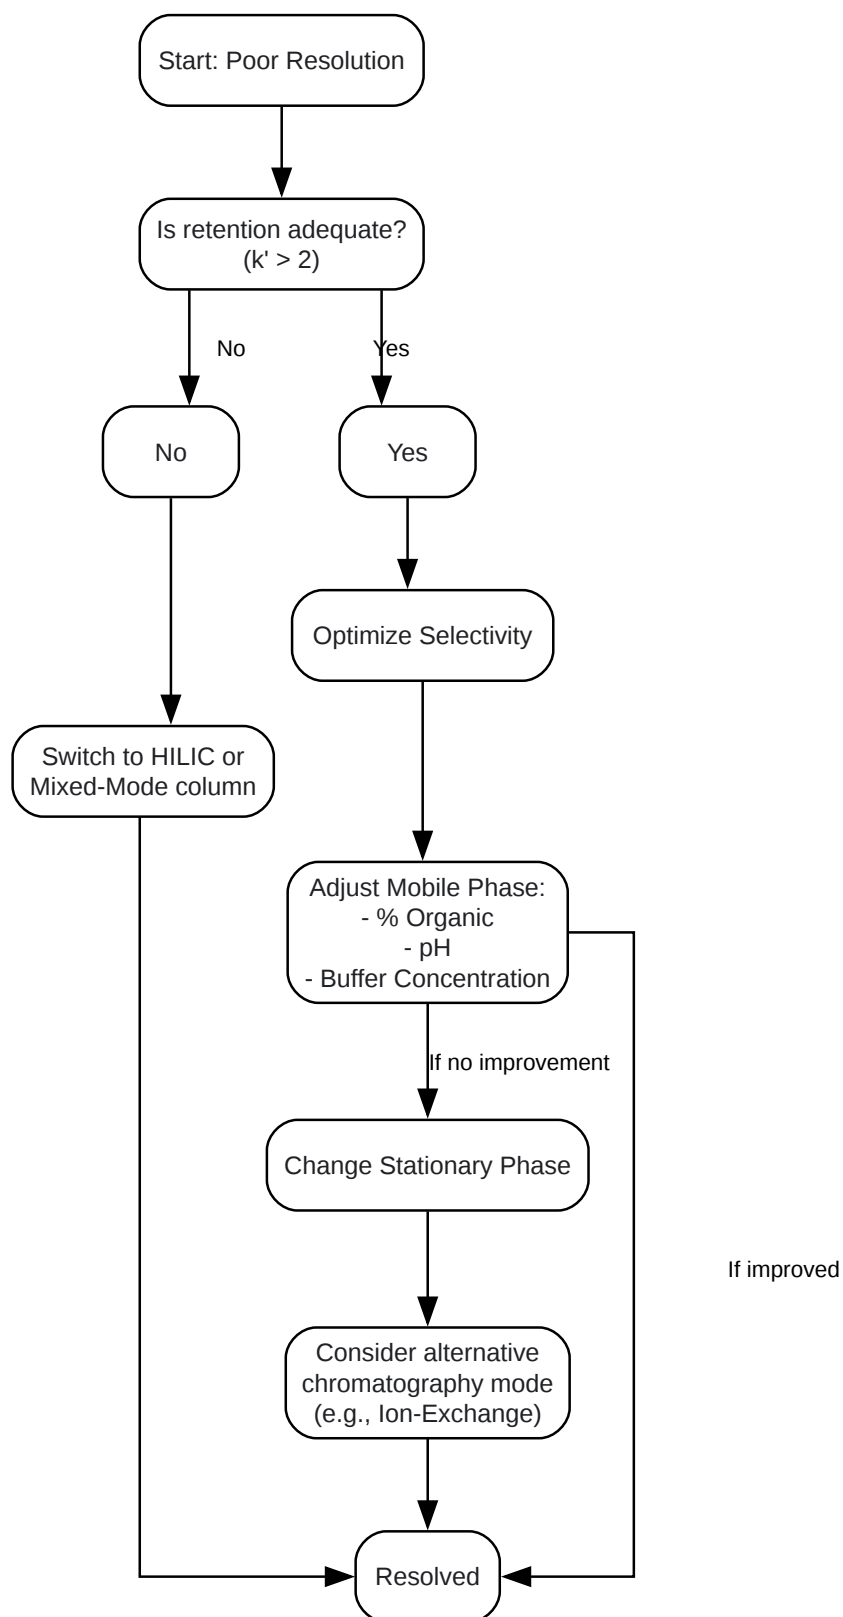 Start: Poor Resolution
Is retention adequate?
(k' > 2)
No
Yes
No
Yes
Optimize Selectivity
Switch to HILIC or
Mixed-Mode column
Adjust Mobile Phase:
- % Organic
- pH
- Buffer Concentration
If no improvement
Change Stationary Phase
If improved
Consider alternative
chromatography mode
(e.g., Ion-Exchange)
Resolved